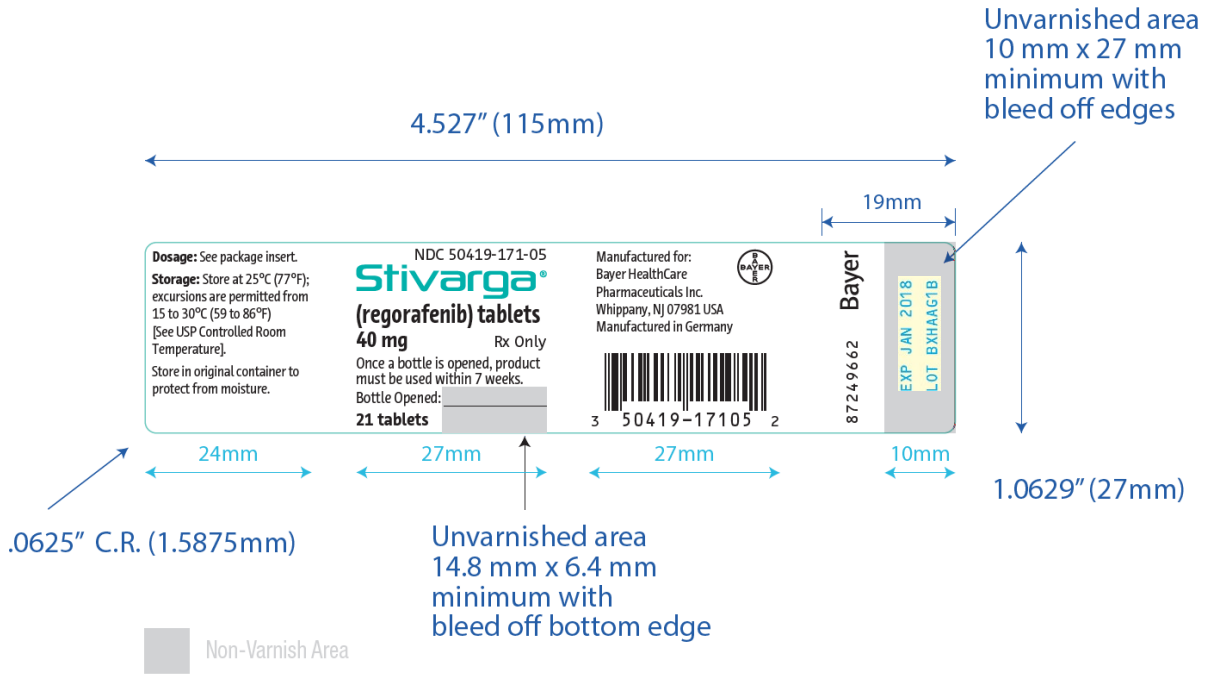 Unvarnished area
10 mm x 27 mm
minimum with
bleed off edges
4.527” (115mm)
19mm
Dosage: See package insert.
Storage: Store at 25°C (77°F);
excursions are permitted from
15 to 30°C (59 to 86°F)
[See USP Controlled Room
Temperature].
Store in original container to
protect from moisture.
NDC 50419-171-05
Stivarga®
(regorafenib) tablets
40 mg Rx Only
Once a bottle is opened, product
must be used within 7 weeks.
Bottle Opened:
21 tablets
Manufactured for:
Bayer HealthCare
Pharmaceuticals Inc.
Whippany, NJ 07981 USA
Manufactured in Germany
BAYER
BAYER
3 50419-17105 2
87249662 Bayer
EXP JAN 2018
LOT BXHAAG1B
24mm
27mm
27mm
10mm
1.0629” (27mm)
.0625” C.R. (1.5875mm)
Unvarnished area
14.8 mm x 6.4 mm
minimum with
bleed off bottom edge
Non-Varnish Area